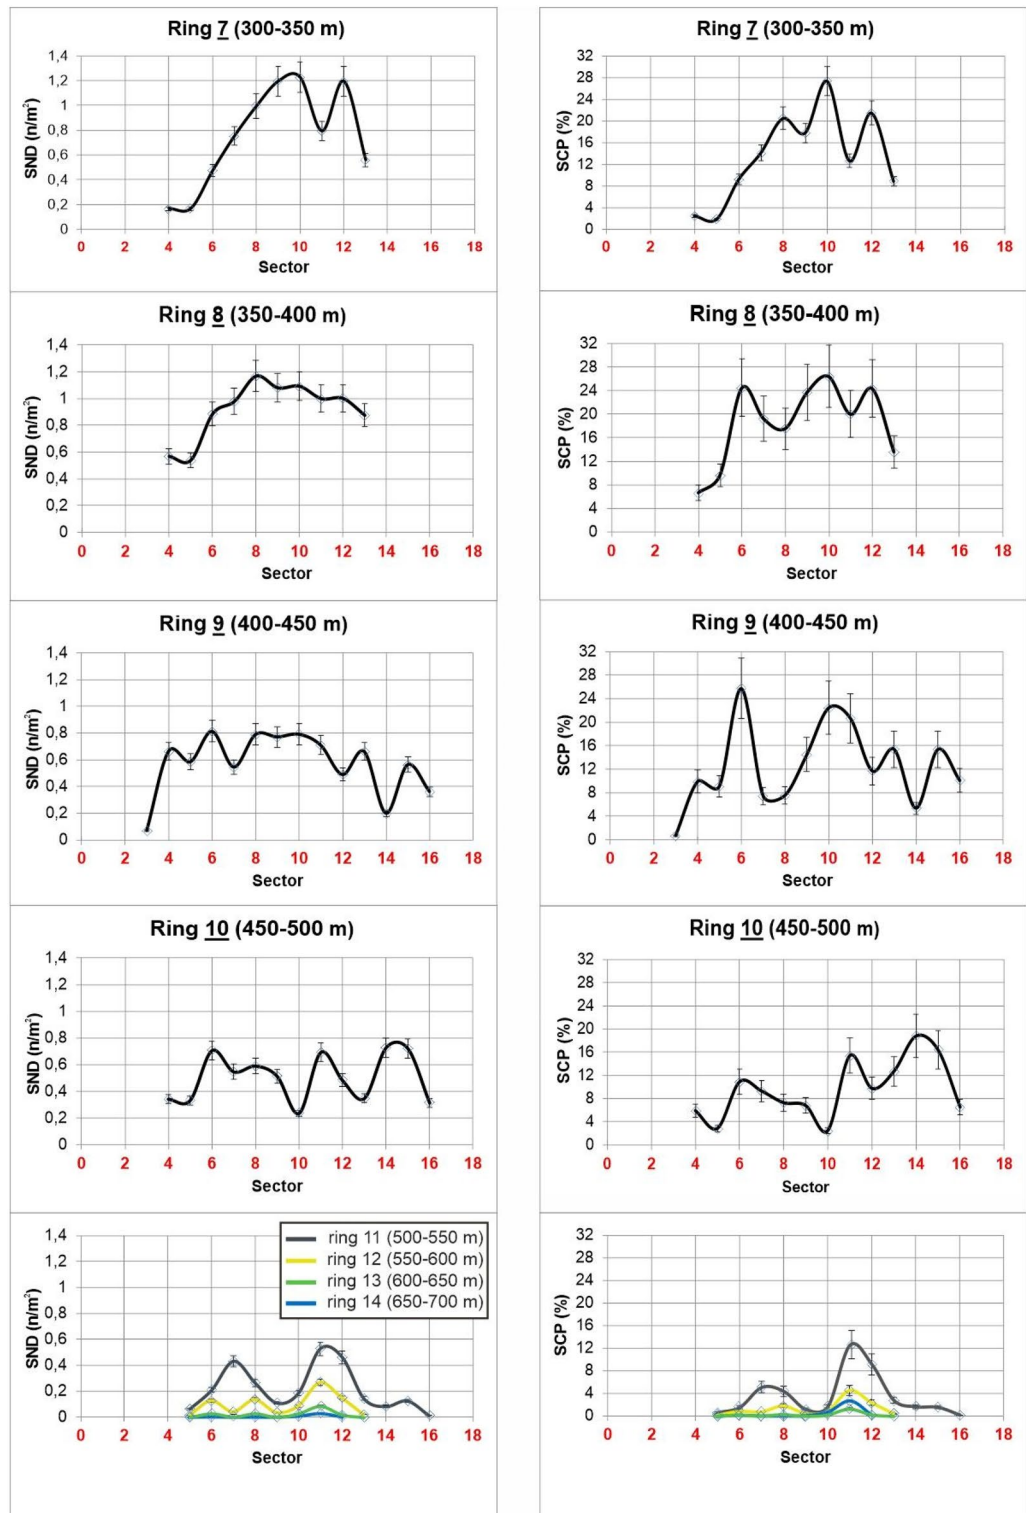 Ring 7 (300-350 m)
1,4
1,2
1
0,8
0,6
0,4
0,2
0
SND (n/m²)
0 2 4 6 8 10 12 14 16 18
Sector
Ring 7 (300-350 m)
32
28
24
20
16
12
8
4
0
SCP (%)
0 2 4 6 8 10 12 14 16 18
Sector
Ring 8 (350-400 m)
1,4
1,2
1
0,8
0,6
0,4
0,2
0
SND (n/m²)
0 2 4 6 8 10 12 14 16 18
Sector
Ring 8 (350-400 m)
32
28
24
20
16
12
8
4
0
SCP (%)
0 2 4 6 8 10 12 14 16 18
Sector
Ring 9 (400-450 m)
1,4
1,2
1
0,8
0,6
0,4
0,2
0
SND (n/m²)
0 2 4 6 8 10 12 14 16 18
Sector
Ring 9 (400-450 m)
32
28
24
20
16
12
8
4
0
SCP (%)
0 2 4 6 8 10 12 14 16 18
Sector
Ring 10 (450-500 m)
1,4
1,2
1
0,8
0,6
0,4
0,2
0
SND (n/m²)
0 2 4 6 8 10 12 14 16 18
Sector
Ring 10 (450-500 m)
32
28
24
20
16
12
8
4
0
SCP (%)
0 2 4 6 8 10 12 14 16 18
Sector
1,4
1,2
1
0,8
0,6
0,4
0,2
0
SND (n/m²)
ring 11 (500-550 m)
ring 12 (550-600 m)
ring 13 (600-650 m)
ring 14 (650-700 m)
0 2 4 6 8 10 12 14 16 18
Sector
32
28
24
20
16
12
8
4
0
SCP (%)
0 2 4 6 8 10 12 14 16 18
Sector